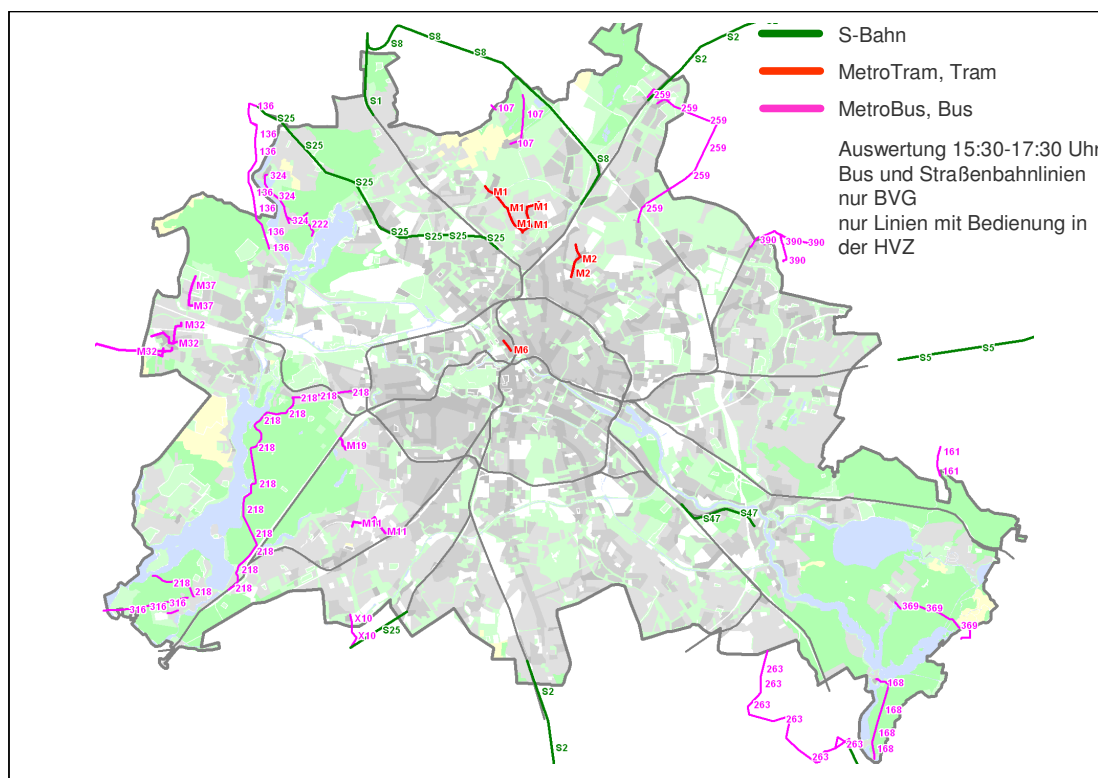 S-Bahn
MetroTram, Tram
MetroBus, Bus
Auswertung 15:30-17:30 Uhr
Bus und Straßenbahnlinien
nur BVG
nur Linien mit Bedienung in
der HVZ
S8
S8
S2
S2
S1
136
S25
136
136
S25
324
324
136
324
222
136
136
S25
S25
S25
S25
S25
X107
107
107
S8
259
259
259
259
259
M1
M1
M1
M1
M1
M2
M2
M6
390
390
390
390
M37
M37
M32
M32
M32
S5
S5
218
218
218
218
218
218
218
218
218
218
218
218
218
218
316
316
316
M19
M11
M11
X10
X10
S25
S2
S2
S47
S47
161
161
369
369
369
168
168
168
263
263
263
263
263
263